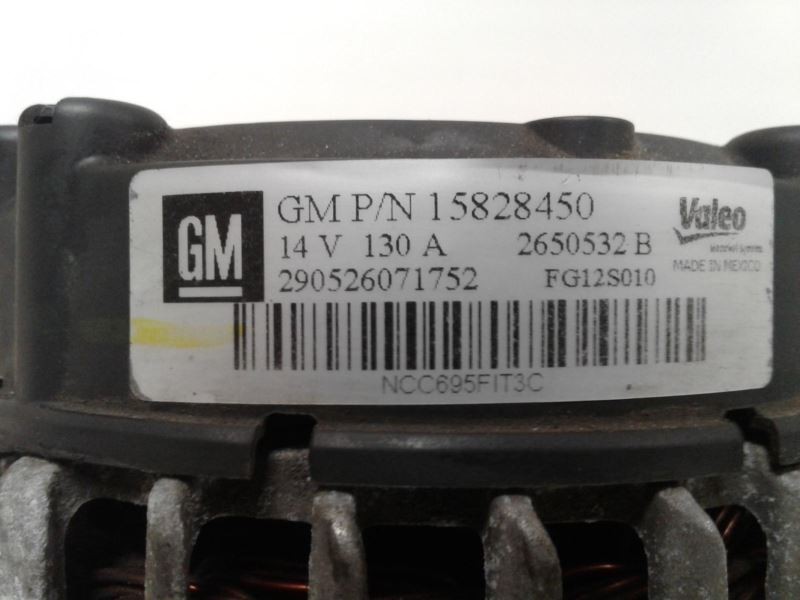 GM
GM P/N 15828450
14 V 130 A 2650532 B
290526071752 FG12S010
Valeo
MADE IN MEXICO
NCC695FIT3C